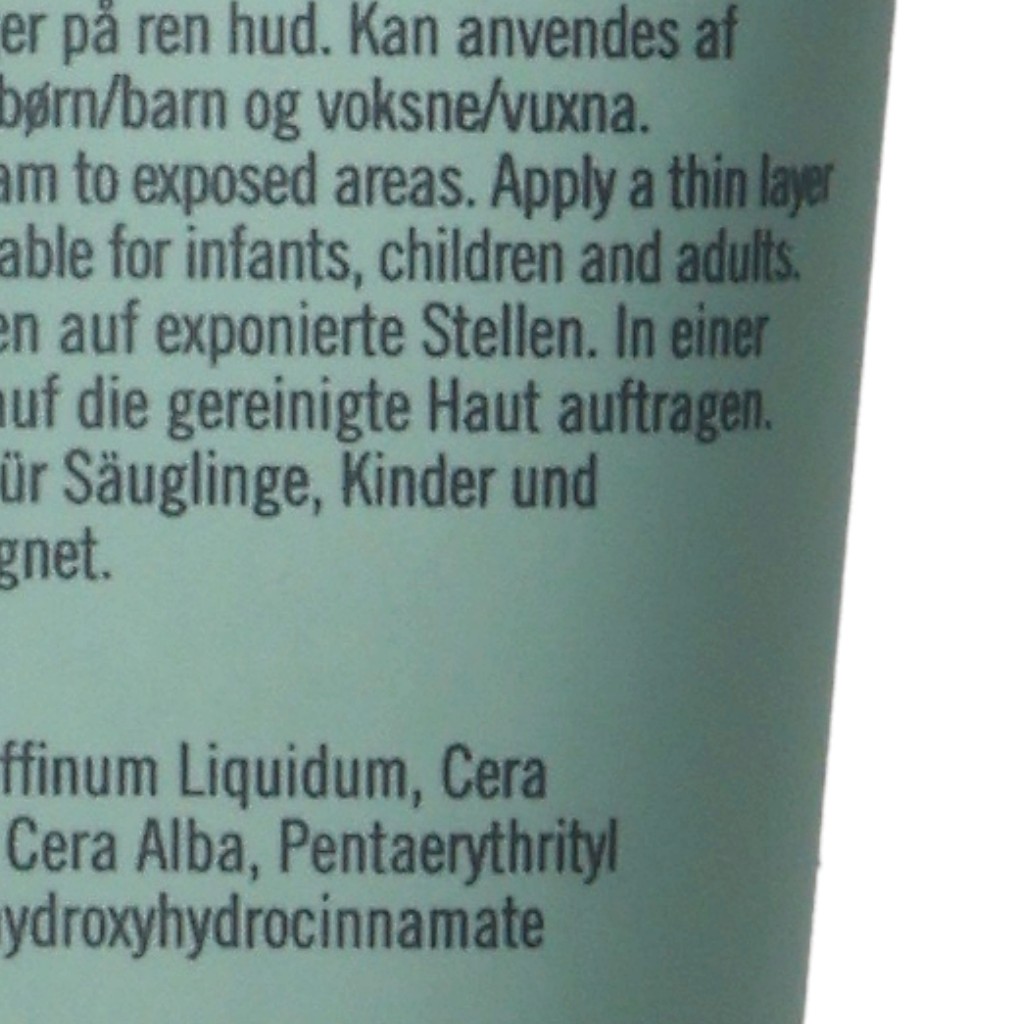 er på ren hud. Kan anvendes af
børn/barn og voksne/vuxna.
am to exposed areas. Apply a thin layer
able for infants, children and adults.
en auf exponierte Stellen. In einer
auf die gereinigte Haut auftragen.
ür Säuglinge, Kinder und
gnet.
ffinum Liquidum, Cera
Cera Alba, Pentaerythrityl
hydroxyhydrocinnamate